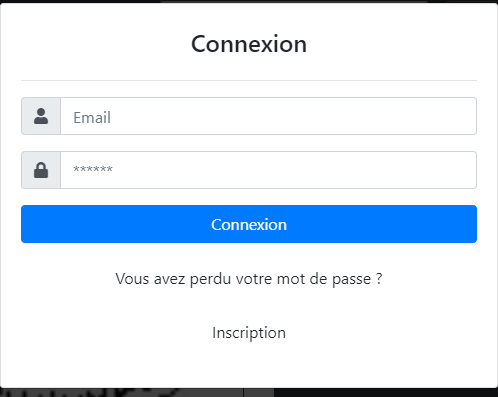 Connexion
Email
******
Connexion
Vous avez perdu votre mot de passe ?
Inscription